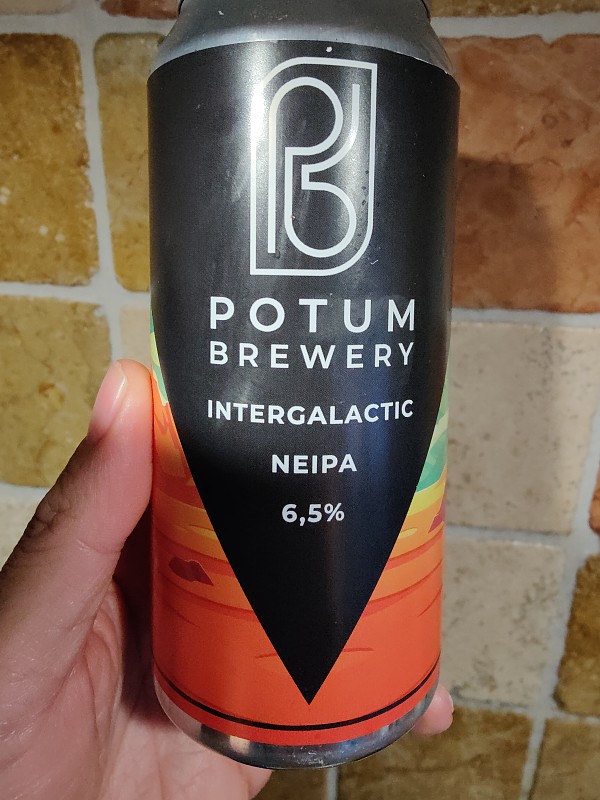 POTUM
BREWERY
INTERGALACTIC
NEIPA
6,5%